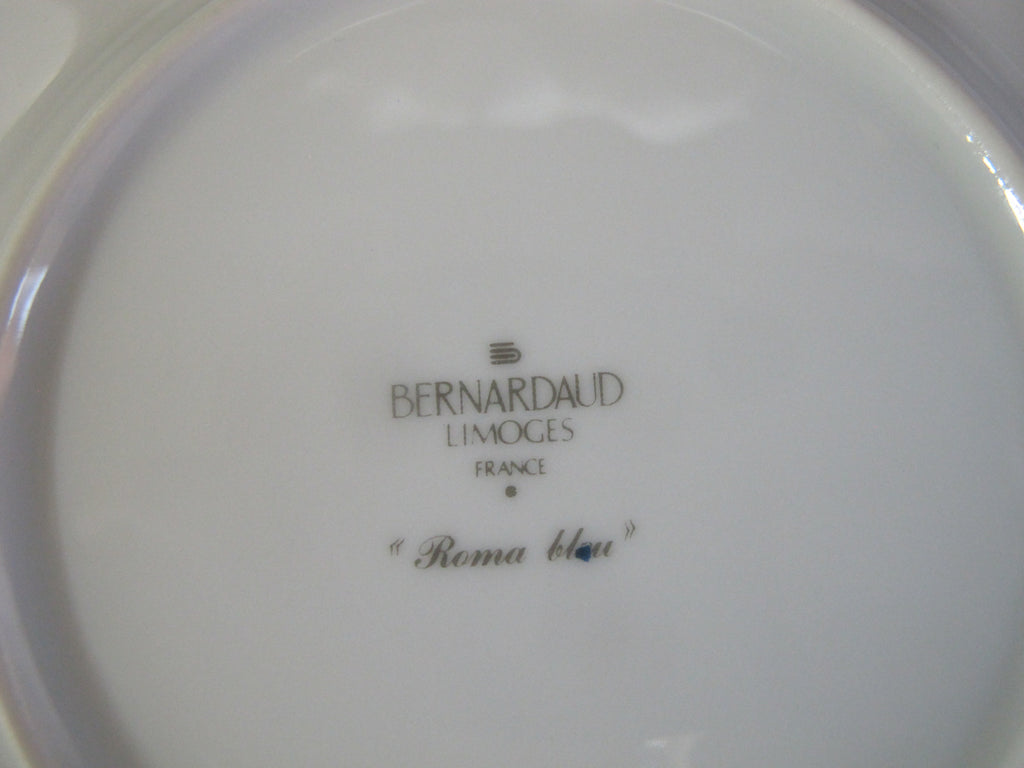 BERNARDAUD
LIMOGES
FRANCE
« Roma bleu »